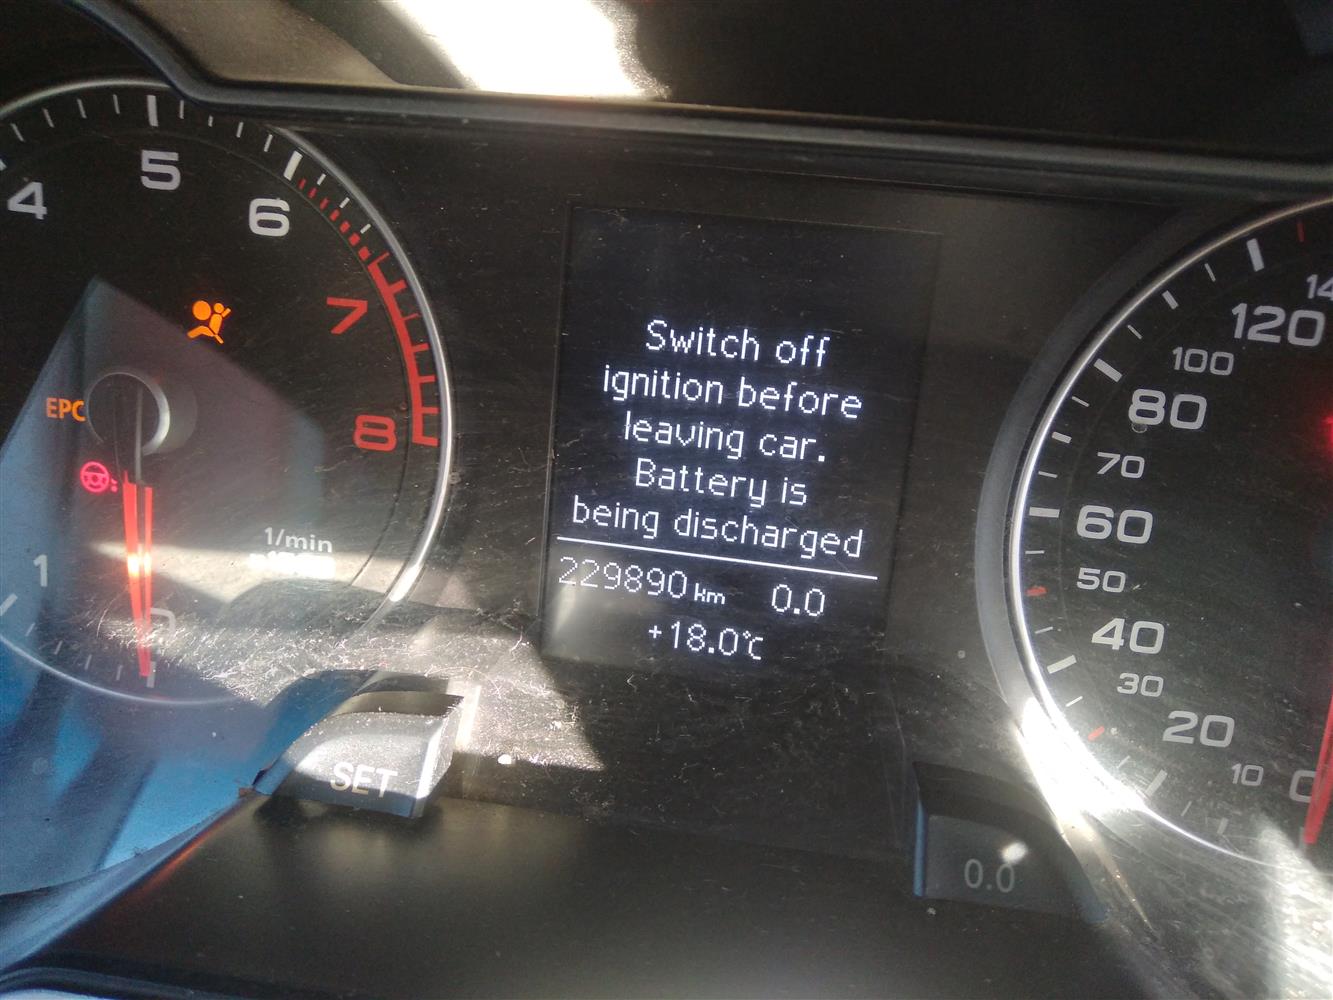 4
5
6
7
8
EPC
1/min
1
SET
Switch off
ignition before
leaving car.
Battery is
being discharged
229890 km 0.0
+18.0°C
120
100
80
70
60
50
40
30
20
10
0
0.0